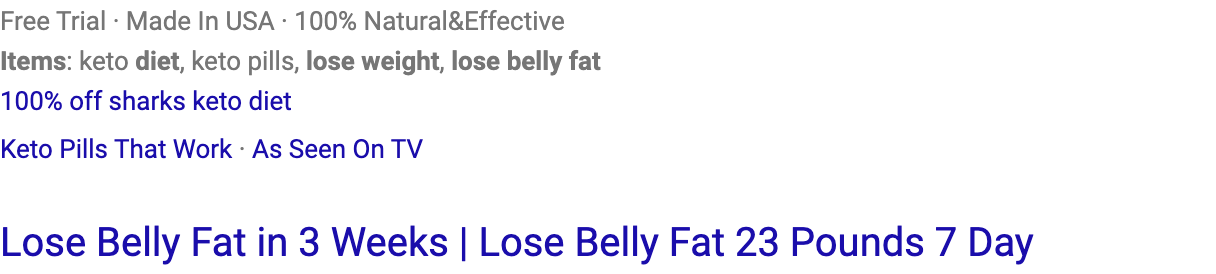 Free Trial · Made In USA · 100% Natural&Effective
Items: keto diet, keto pills, lose weight, lose belly fat
100% off sharks keto diet
Keto Pills That Work · As Seen On TV
Lose Belly Fat in 3 Weeks | Lose Belly Fat 23 Pounds 7 Day